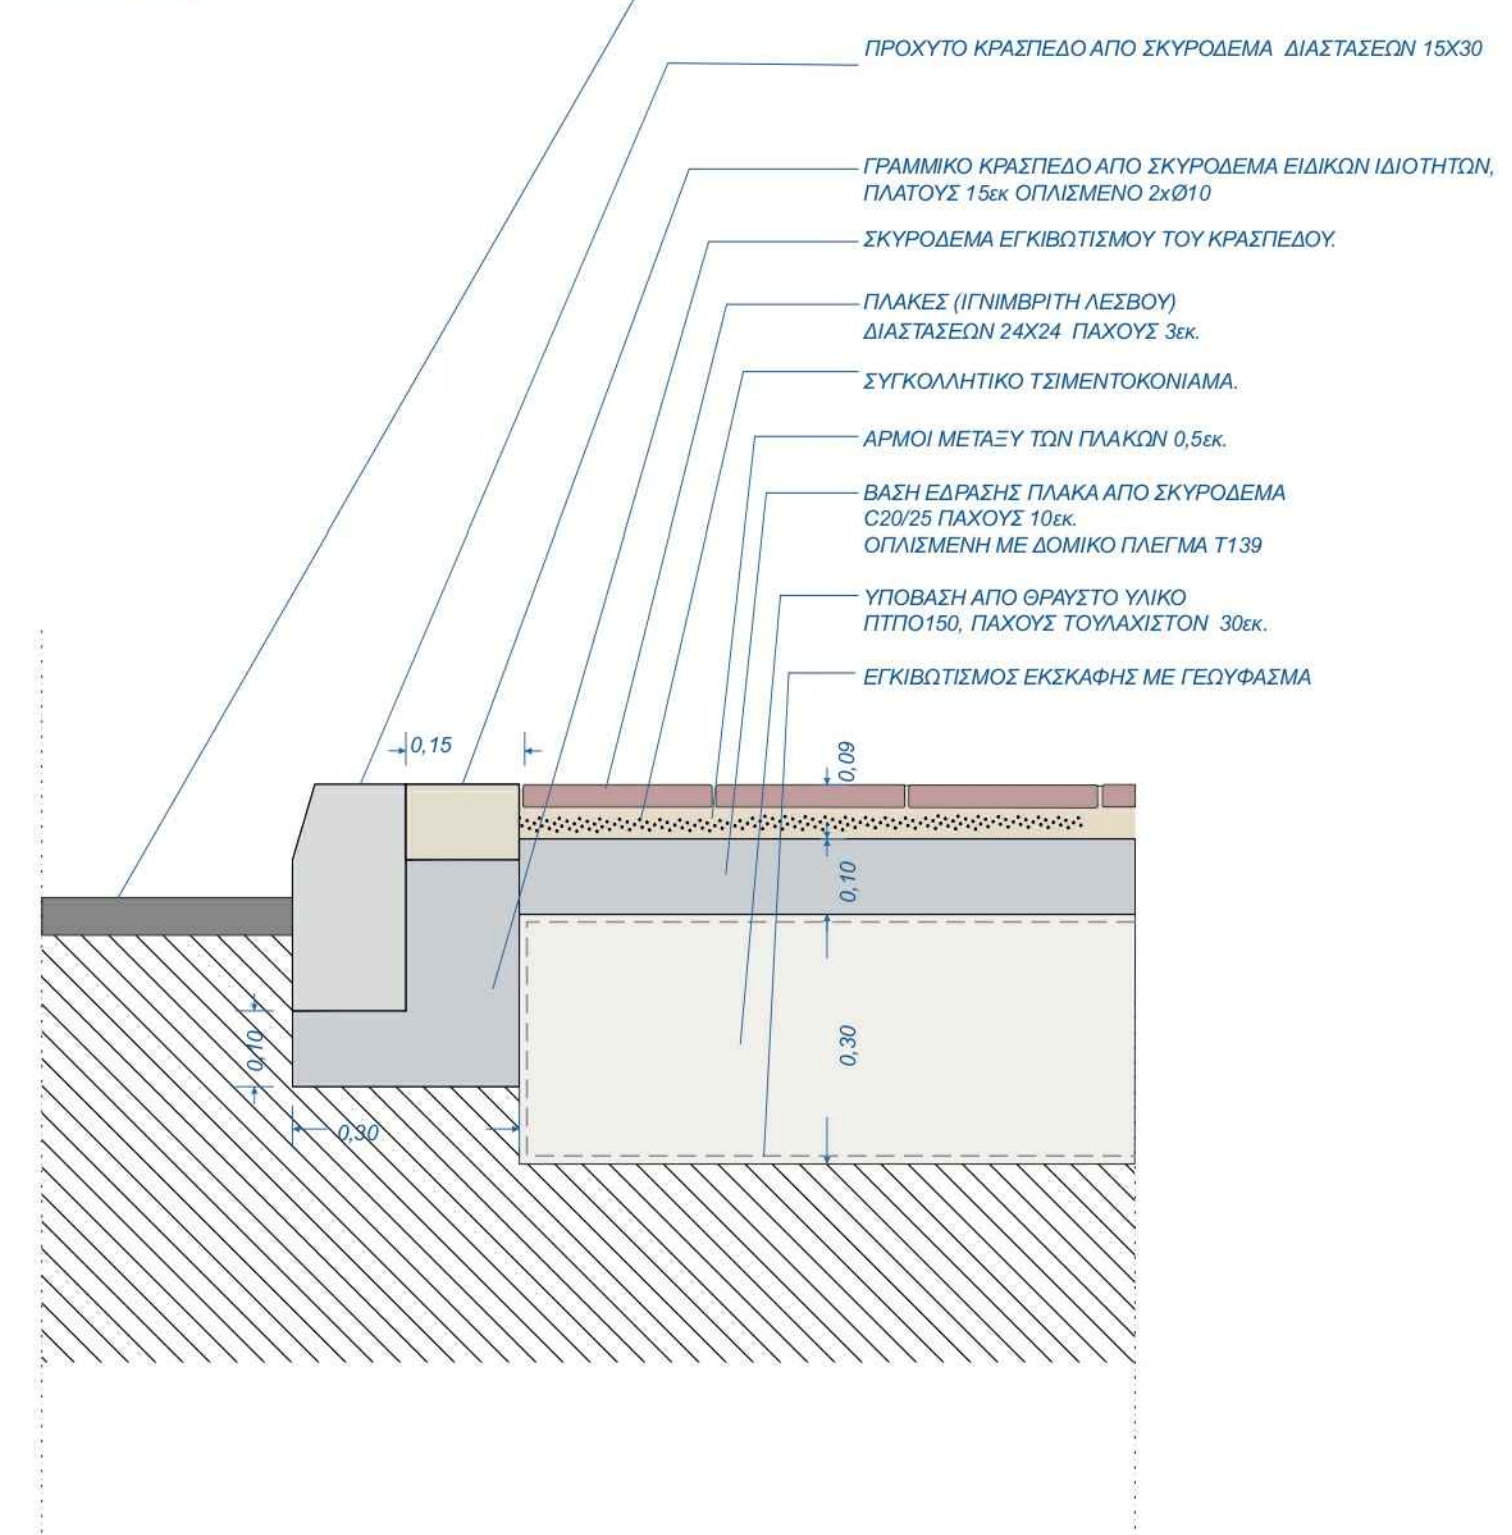 ΠΡΟΧΥΤΟ ΚΡΑΣΠΕΔΟ ΑΠΟ ΣΚΥΡΟΔΕΜΑ ΔΙΑΣΤΑΣΕΩΝ 15Χ30
ΓΡΑΜΜΙΚΟ ΚΡΑΣΠΕΔΟ ΑΠΟ ΣΚΥΡΟΔΕΜΑ ΕΙΔΙΚΩΝ ΙΔΙΟΤΗΤΩΝ,
ΠΛΑΤΟΥΣ 15εκ ΟΠΛΙΣΜΕΝΟ 2xØ10
ΣΚΥΡΟΔΕΜΑ ΕΓΚΙΒΩΤΙΣΜΟΥ ΤΟΥ ΚΡΑΣΠΕΔΟΥ.
ΠΛΑΚΕΣ (ΙΓΝΙΜΒΡΙΤΗ ΛΕΣΒΟΥ)
ΔΙΑΣΤΑΣΕΩΝ 24Χ24 ΠΑΧΟΥΣ 3εκ.
ΣΥΓΚΟΛΛΗΤΙΚΟ ΤΣΙΜΕΝΤΟΚΟΝΙΑΜΑ.
ΑΡΜΟΙ ΜΕΤΑΞΥ ΤΩΝ ΠΛΑΚΩΝ 0,5εκ.
ΒΑΣΗ ΕΔΡΑΣΗΣ ΠΛΑΚΑ ΑΠΟ ΣΚΥΡΟΔΕΜΑ
C20/25 ΠΑΧΟΥΣ 10εκ.
ΟΠΛΙΣΜΕΝΗ ΜΕ ΔΟΜΙΚΟ ΠΛΕΓΜΑ Τ139
ΥΠΟΒΑΣΗ ΑΠΟ ΘΡΑΥΣΤΟ ΥΛΙΚΟ
ΠΤΠΟ150, ΠΑΧΟΥΣ ΤΟΥΛΑΧΙΣΤΟΝ 30εκ.
ΕΓΚΙΒΩΤΙΣΜΟΣ ΕΚΣΚΑΦΗΣ ΜΕ ΓΕΩΥΦΑΣΜΑ
0,15
0,09
0,10
0,30
0,10
0,30